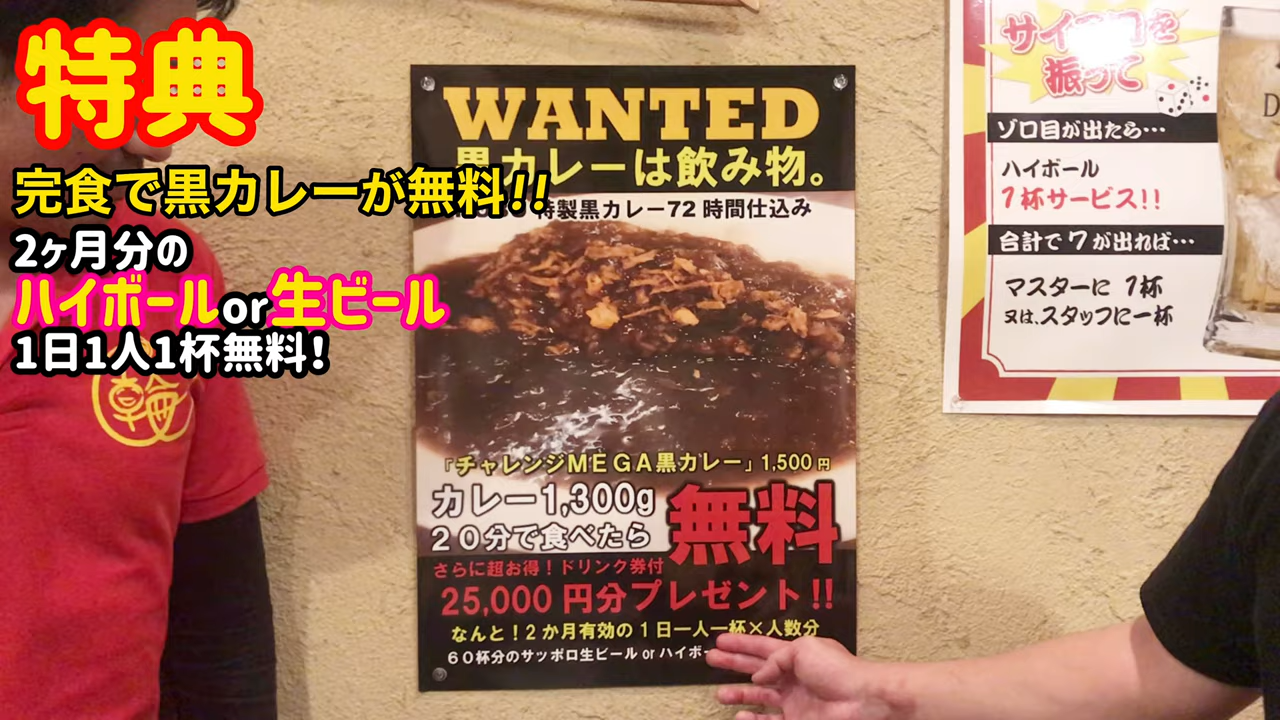 特典
完食で黒カレーが無料!!
2ヶ月分の
ハイボールor生ビール
1日1人1杯無料!
輪
WANTED
黒カレーは飲み物。
特製黒カレー72時間仕込み
「チャレンジMEGA黒カレー」1,500円
カレー1,300g
20分で食べたら
無料
さらに超お得!ドリンク券付
25,000円分プレゼント!!
なんと!2か月有効の1日一人一杯×人数分
60杯分のサッポロ生ビールorハイボ
を
振って
ゾロ目が出たら…
ハイボール
1杯サービス!!
合計で7が出れば…
マスターに 1杯
又は、スタッフに一杯
D